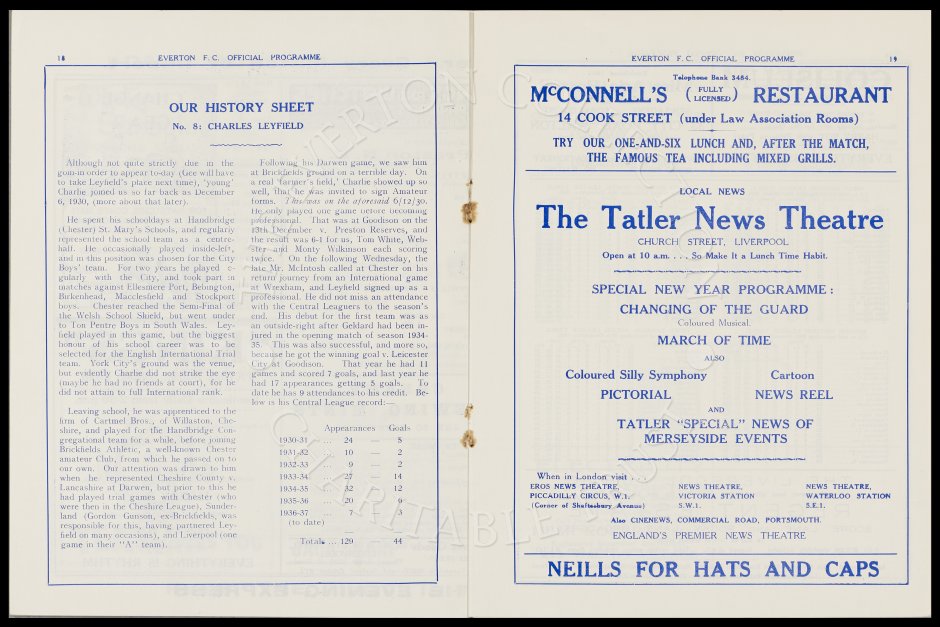 18
EVERTON F.C. OFFICIAL PROGRAMME
OUR HISTORY SHEET
No. 8: CHARLES LEYFIELD
Although not quite strictly due in the
gom-in order to appear to-day (Gee will have
to take Leyfield's place next time), 'young'
Charlie joined us so far back as December
6, 1930, (more about that later).
He spent his schooldays at Handbridge
(Chester) St. Mary's Schools, and regularly
represented the school team as a centre-
half. He occasionally played inside-left,
and in this position was chosen for the City
Boys' team. For two years he played e-
gularly with the City, and took part in
matches against Ellesmere Port, Bebington,
Birkenhead, Macclesfield and Stockport
boys. Chester reached the Semi-Final of
the Welsh School Shield, but went under
to Ton Pentre Boys in South Wales. Ley-
field played in this game, but the biggest
honour of his school career was to be
selected for the English International Trial
team. York City's ground was the venue,
but evidently Charlie did not strike the eye
(maybe he had no friends at court), for he
did not attain to full International rank.
Leaving school, he was apprenticed to the
firm of Cartmel Bros., of Willaston, Che-
shire, and played for the Handbridge Con-
gregational team for a while, before joining
Brickfields Athletic, a well-known Chester
amateur Club, from which he passed on to
our own. Our attention was drawn to him
when he represented Cheshire County v.
Lancashire at Darwen, but prior to this he
had played trial games with Chester (who
were then in the Cheshire League), Sunder-
land (Gordon Gunson, ex-Brickfields, was
responsible for this, having partnered Ley-
field on many occasions), and Liverpool (one
game in their "A" team).
Following his Darwen game, we saw him
at Brickfields ground on a terrible day. On
a real 'farmer's field,' Charlie showed up so
well, that he was invited to sign Amateur
forms. This was on the aforesaid 6/12/30.
He only played one game before becoming
professional. That was at Goodison on the
13th December v. Preston Reserves, and
the result was 6-1 for us, Tom White, Web-
ster and Monty Wilkinson each scoring
twice. On the following Wednesday, the
late Mr. McIntosh called at Chester on his
return journey from an International game
at Wrexham, and Leyfield signed up as a
professional. He did not miss an attendance
with the Central Leaguers to the season's
end. His debut for the first team was as
an outside-right after Geldard had been in-
jured in the opening match of season 1934-
35. This was also successful, and more so,
because he got the winning goal v. Leicester
City at Goodison. That year he had 11
games and scored 7 goals, and last year he
had 17 appearances getting 5 goals. To
date he has 9 attendances to his credit. Be-
low is his Central League record:—
Appearances Goals
1930-31 ... 24 — 5
1931-32 ... 10 — 2
1932-33 ... 9 — 2
1933-34 ... 27 — 14
1934-35 ... 32 — 12
1935-36 ... 20 — 6
1936-37 ... 7 — 3
(to date)
Totals ... 129 — 44
EVERTON F.C. OFFICIAL PROGRAMME
19
Telephone Bank 3484.
McCONNELL'S (FULLY LICENSED) RESTAURANT
14 COOK STREET (under Law Association Rooms)
TRY OUR ONE-AND-SIX LUNCH AND, AFTER THE MATCH,
THE FAMOUS TEA INCLUDING MIXED GRILLS.
LOCAL NEWS
The Tatler News Theatre
CHURCH STREET, LIVERPOOL
Open at 10 a.m. . . . So Make It a Lunch Time Habit.
SPECIAL NEW YEAR PROGRAMME:
CHANGING OF THE GUARD
Coloured Musical.
MARCH OF TIME
ALSO
Coloured Silly Symphony Cartoon
PICTORIAL NEWS REEL
AND
TATLER "SPECIAL" NEWS OF
MERSEYSIDE EVENTS
When in London visit
EROS NEWS THEATRE, NEWS THEATRE, NEWS THEATRE,
PICCADILLY CIRCUS, W.1. VICTORIA STATION WATERLOO STATION
(Corner of Shaftesbury Avenue) S.W.1. S.E.1.
Also CINENEWS, COMMERCIAL ROAD, PORTSMOUTH.
ENGLAND'S PREMIER NEWS THEATRE
NEILLS FOR HATS AND CAPS